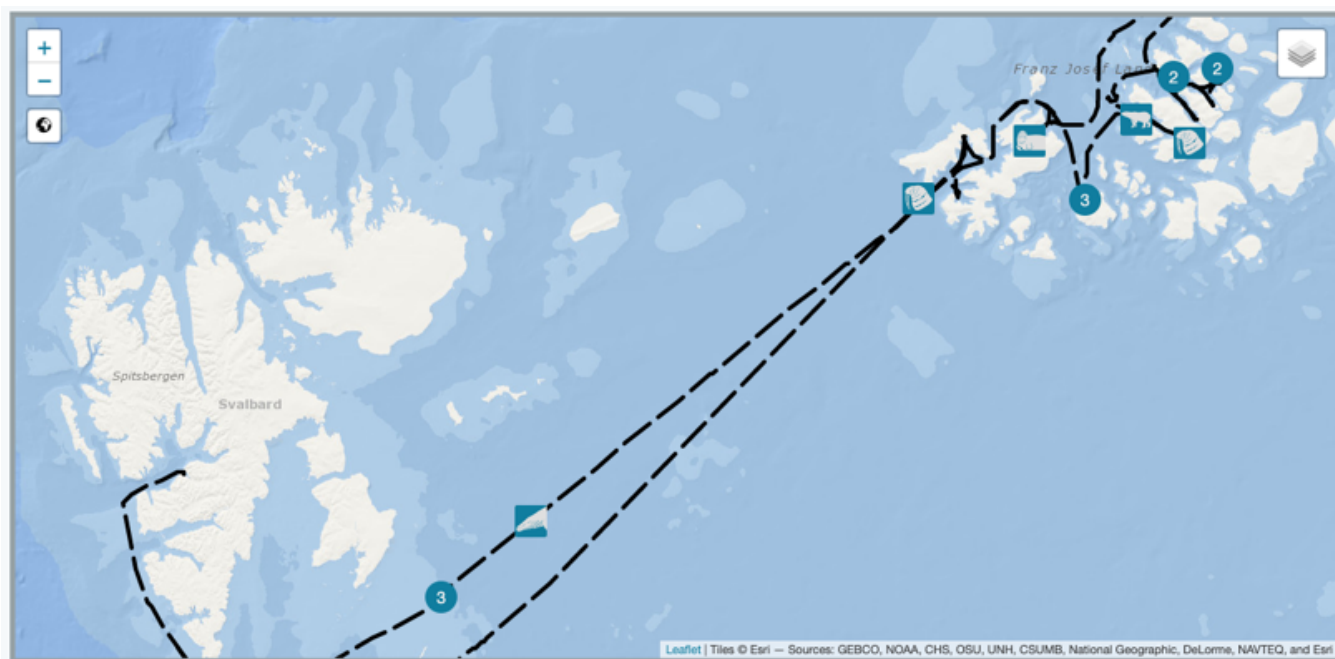 +
−
Franz Josef Land
2
2
3
Spitsbergen
Svalbard
3
Leaflet | Tiles © Esri — Sources: GEBCO, NOAA, CHS, OSU, UNH, CSUMB, National Geographic, DeLorme, NAVTEQ, and Esri